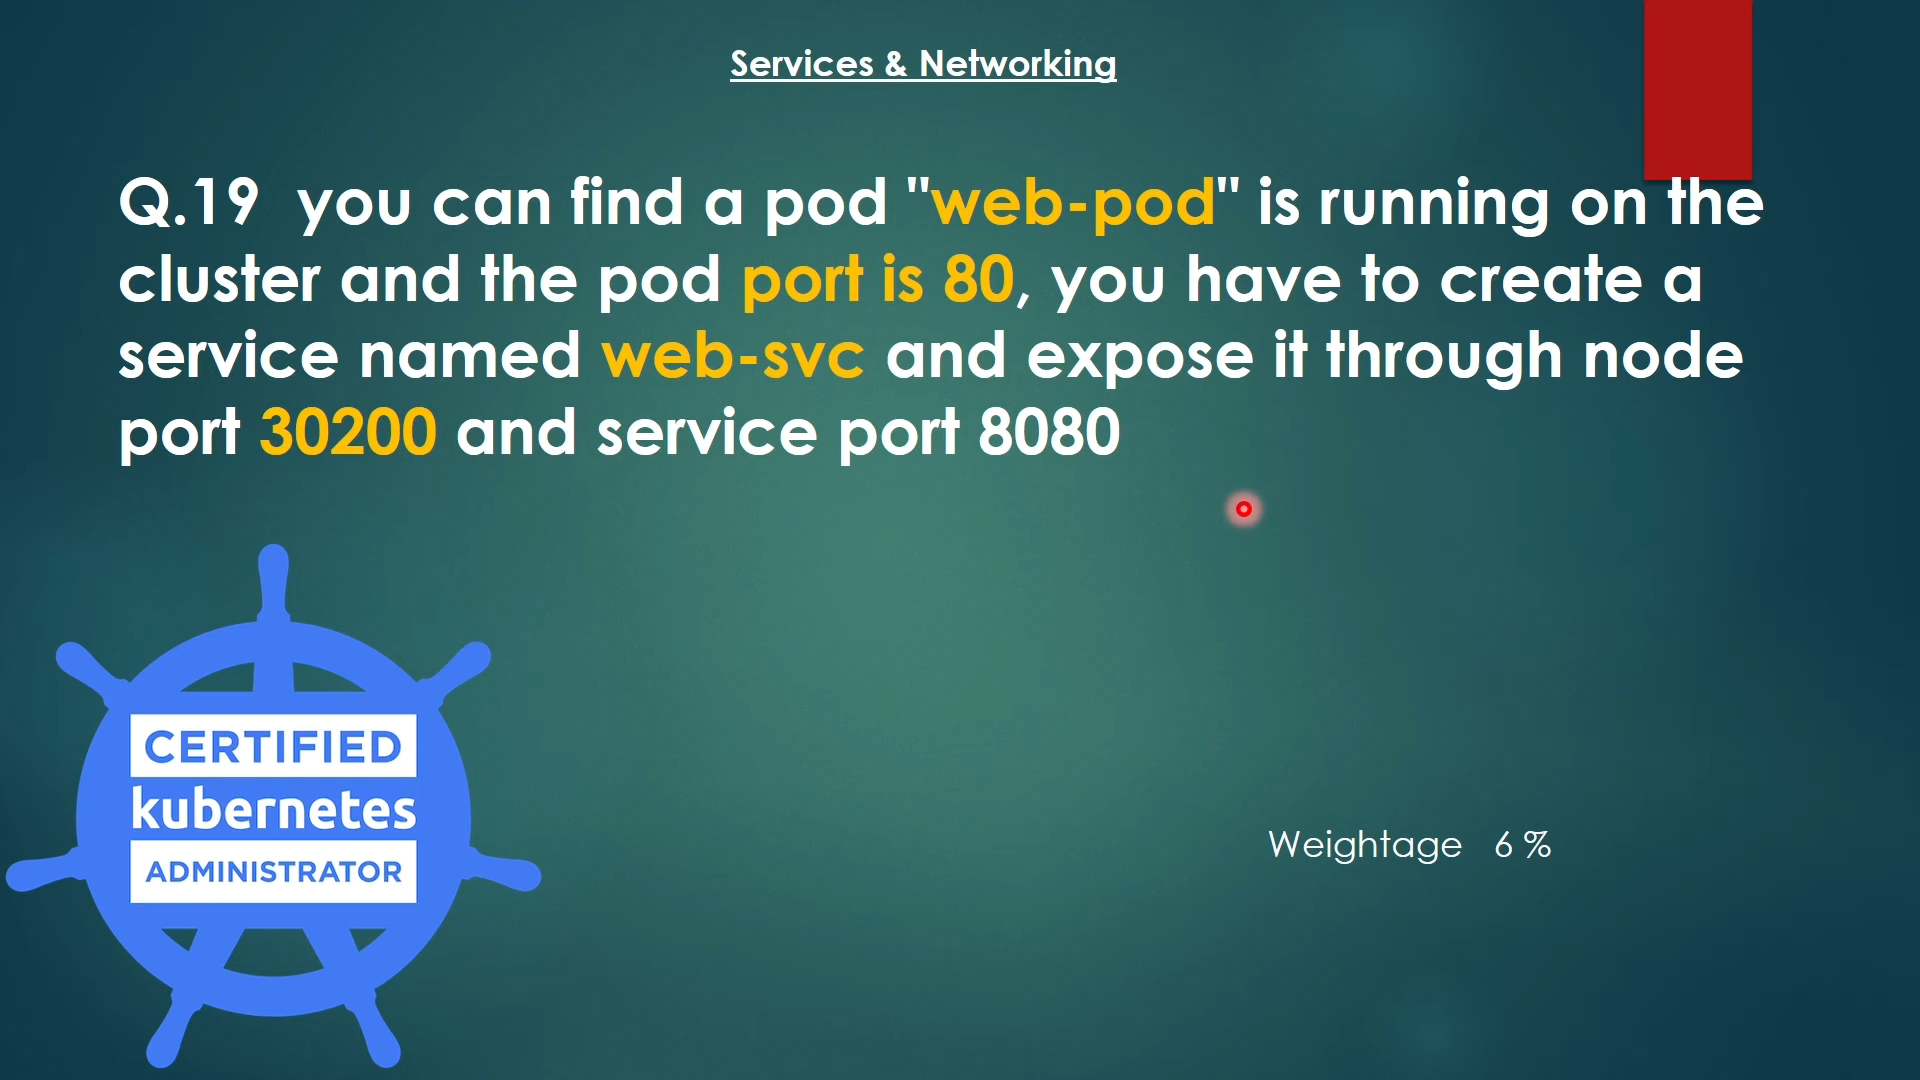 Services & Networking
Q.19 you can find a pod "web-pod" is running on the
cluster and the pod port is 80, you have to create a
service named web-svc and expose it through node
port 30200 and service port 8080
CERTIFIED
kubernetes
ADMINISTRATOR
Weightage 6 %